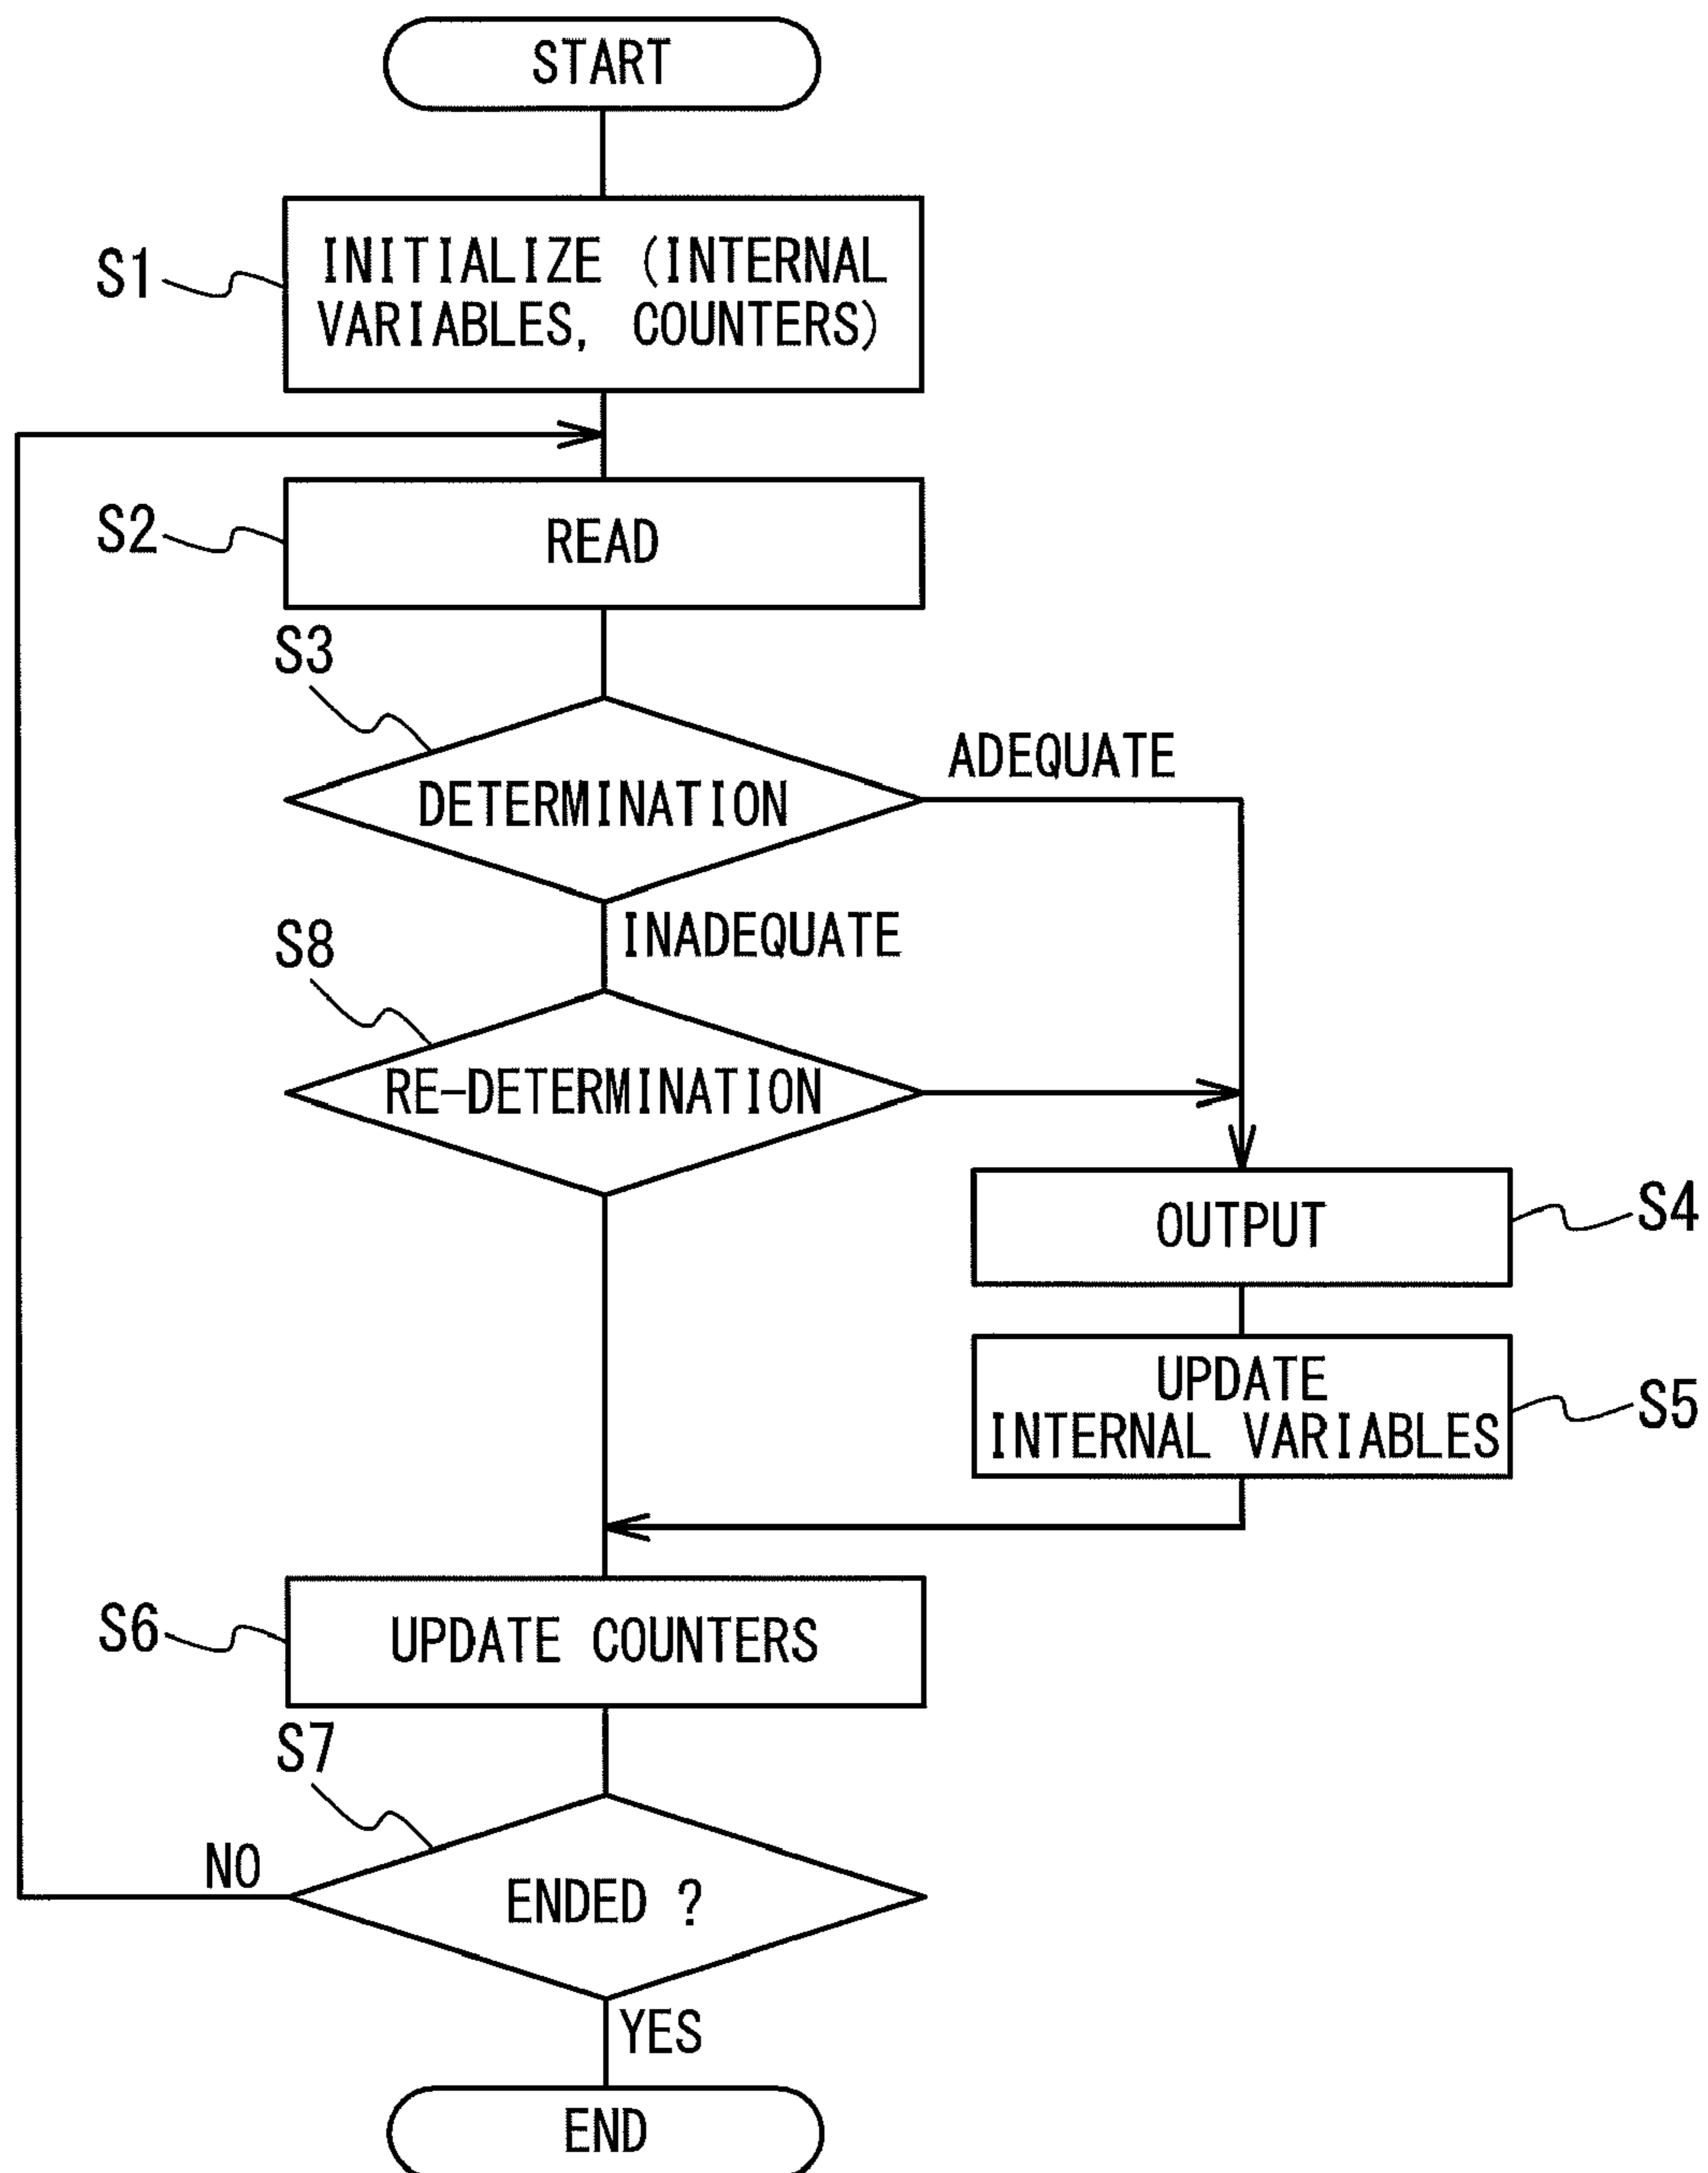 START
S1
INITIALIZE (INTERNAL
VARIABLES, COUNTERS)
S2
READ
S3
DETERMINATION
ADEQUATE
INADEQUATE
S8
RE-DETERMINATION
OUTPUT
S4
UPDATE
INTERNAL VARIABLES
S5
S6
UPDATE COUNTERS
S7
NO
ENDED ?
YES
END